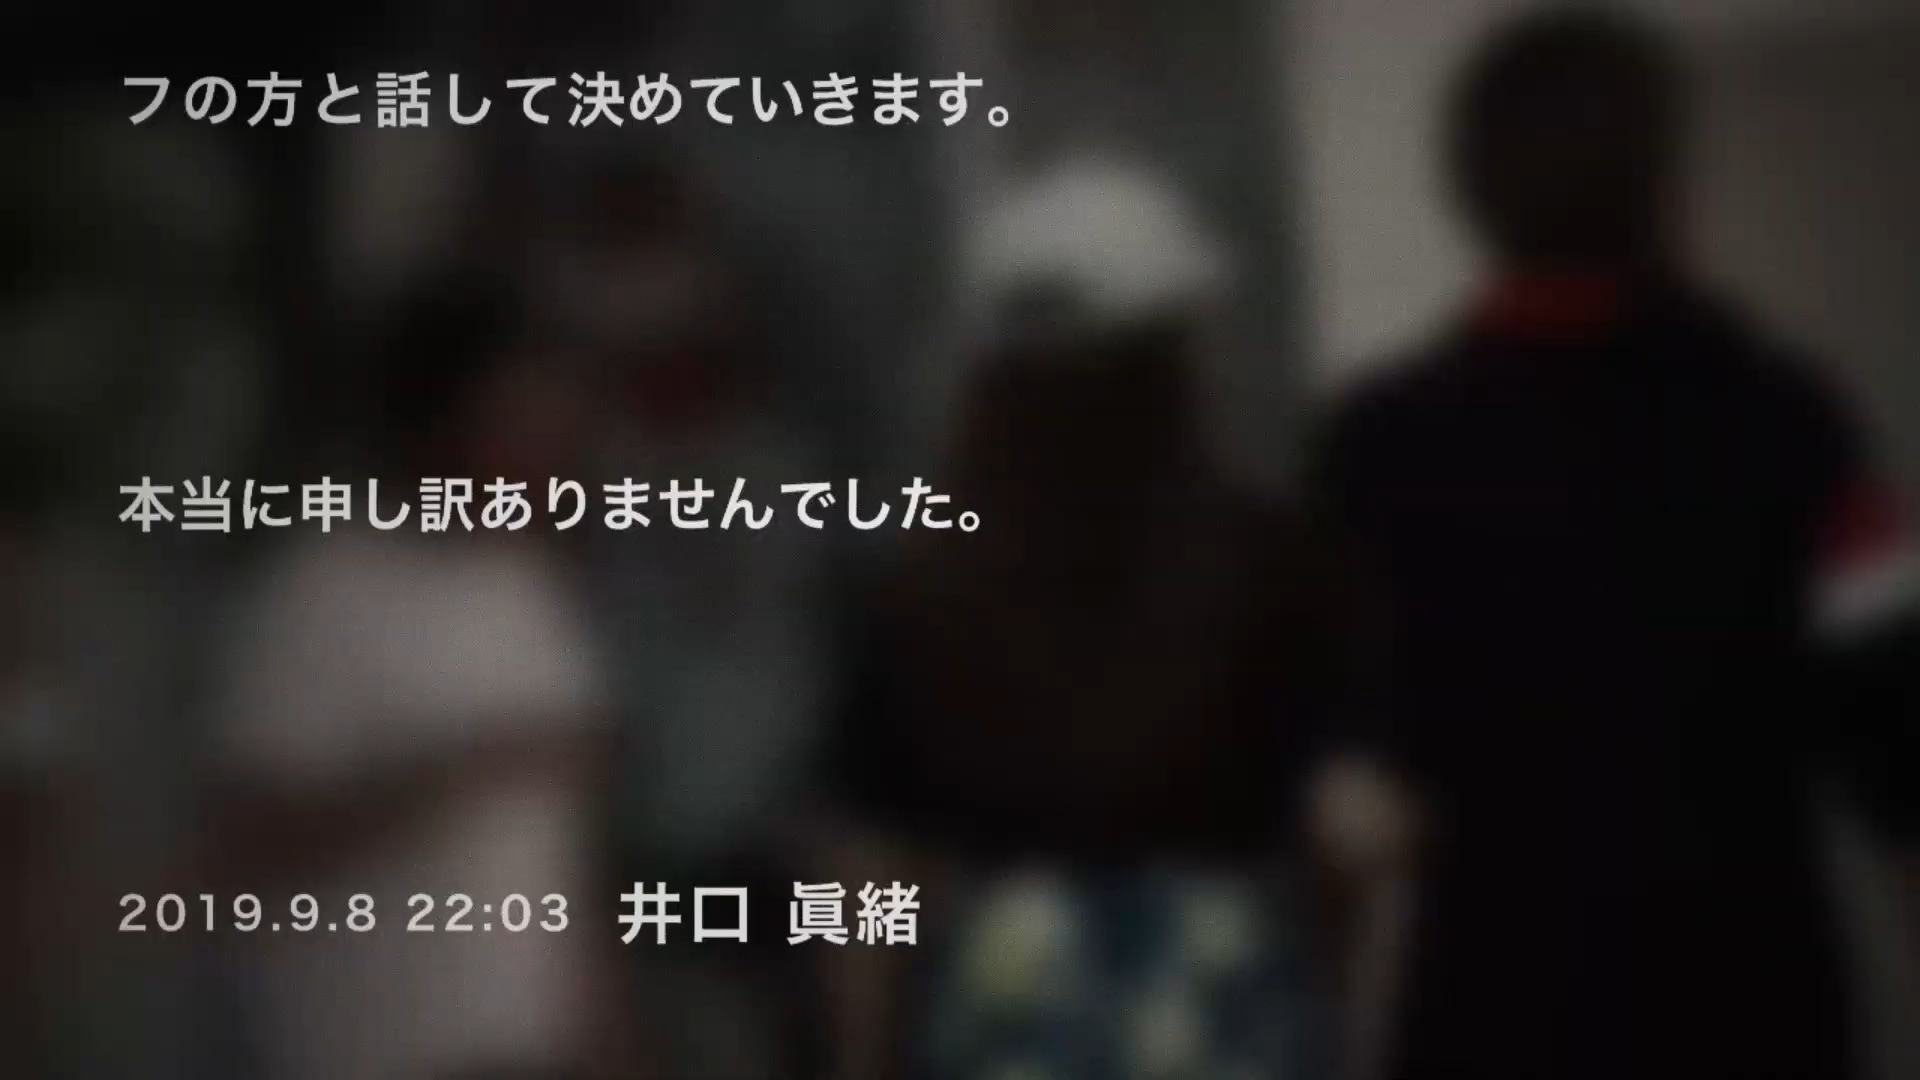 フの方と話して決めていきます。
本当に申し訳ありませんでした。
2019.9.8 22:03 井口 眞緒